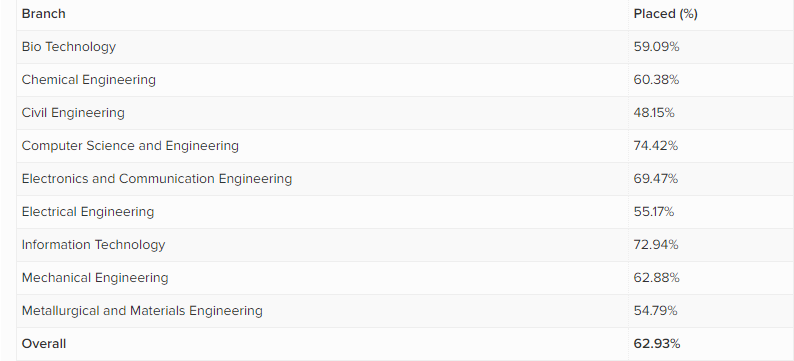 Branch Placed (%)
Bio Technology 59.09%
Chemical Engineering 60.38%
Civil Engineering 48.15%
Computer Science and Engineering 74.42%
Electronics and Communication Engineering 69.47%
Electrical Engineering 55.17%
Information Technology 72.94%
Mechanical Engineering 62.88%
Metallurgical and Materials Engineering 54.79%
Overall 62.93%